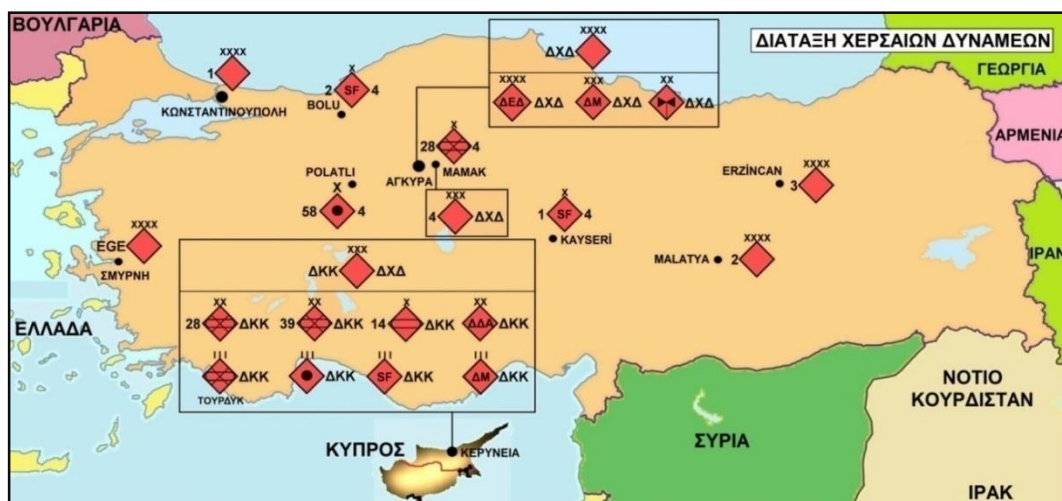 ΒΟΥΛΓΑΡΙΑ
ΔΙΑΤΑΞΗ ΧΕΡΣΑΙΩΝ ΔΥΝΑΜΕΩΝ
ΓΕΩΡΓΙΑ
ΑΡΜΕΝΙΑ
ΙΡΑΝ
XXXX
1
ΚΩΝΣΤΑΝΤΙΝΟΥΠΟΛΗ
X
2 SF 4
BOLU
XXXX
ΔΧΔ
XXXX XXX XX
ΔΕΔ ΔΧΔ ΔΜ ΔΧΔ ΔΧΔ
X
28 4
ΑΓΚΥΡΑ MAMAK
POLATLI
X
58 4
XXX
4 ΔΧΔ
X
1 SF 4
KAYSERİ
XXXX
ERZİNCAN 3
XXXX
MALATYA 2
XXXX
EGE
ΣΜΥΡΝΗ
XXX
ΔΚΚ ΔΧΔ
XX XX X XX
28 ΔΚΚ 39 ΔΚΚ 14 ΔΚΚ ΔΔΑ ΔΚΚ
III III III III
ΔΚΚ ΔΚΚ SF ΔΚΚ ΔΜ ΔΚΚ
ΤΟΥΡΔΥΚ
ΕΛΛΑΔΑ
ΚΥΠΡΟΣ
ΚΕΡΥΝΕΙΑ
ΣΥΡΙΑ
ΝΟΤΙΟ
ΚΟΥΡΔΙΣΤΑΝ
ΙΡΑΚ